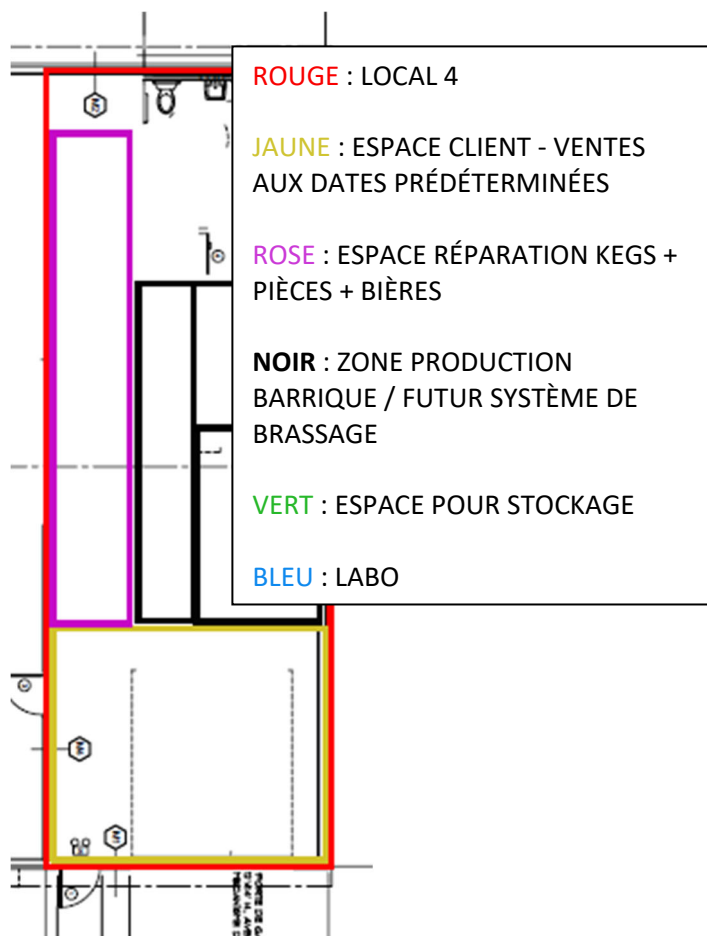 ROUGE : LOCAL 4
JAUNE : ESPACE CLIENT - VENTES
AUX DATES PRÉDÉTERMINÉES
ROSE : ESPACE RÉPARATION KEGS +
PIÈCES + BIÈRES
NOIR : ZONE PRODUCTION
BARRIQUE / FUTUR SYSTÈME DE
BRASSAGE
VERT : ESPACE POUR STOCKAGE
BLEU : LABO